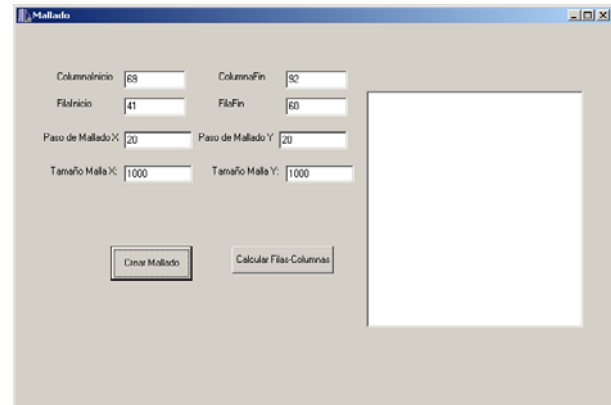 Mallado
ColumnaInicio 69 ColumnaFin 92
FilaInicio 41 FilaFin 60
Paso de Mallado X 20 Paso de Mallado Y 20
Tamaño Malla X: 1000 Tamaño Malla Y: 1000
Crear Mallado Calcular Filas-Columnas